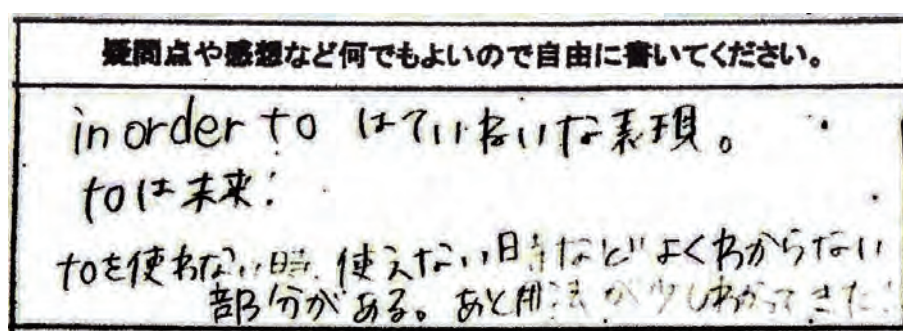 疑問点や感想など何でもよいので自由に書いてください。
in order to はていねいな表現。
toは未来!
toを使わない時、使えない時などよくわからない
部分がある。あと用法が少しわかってきた!